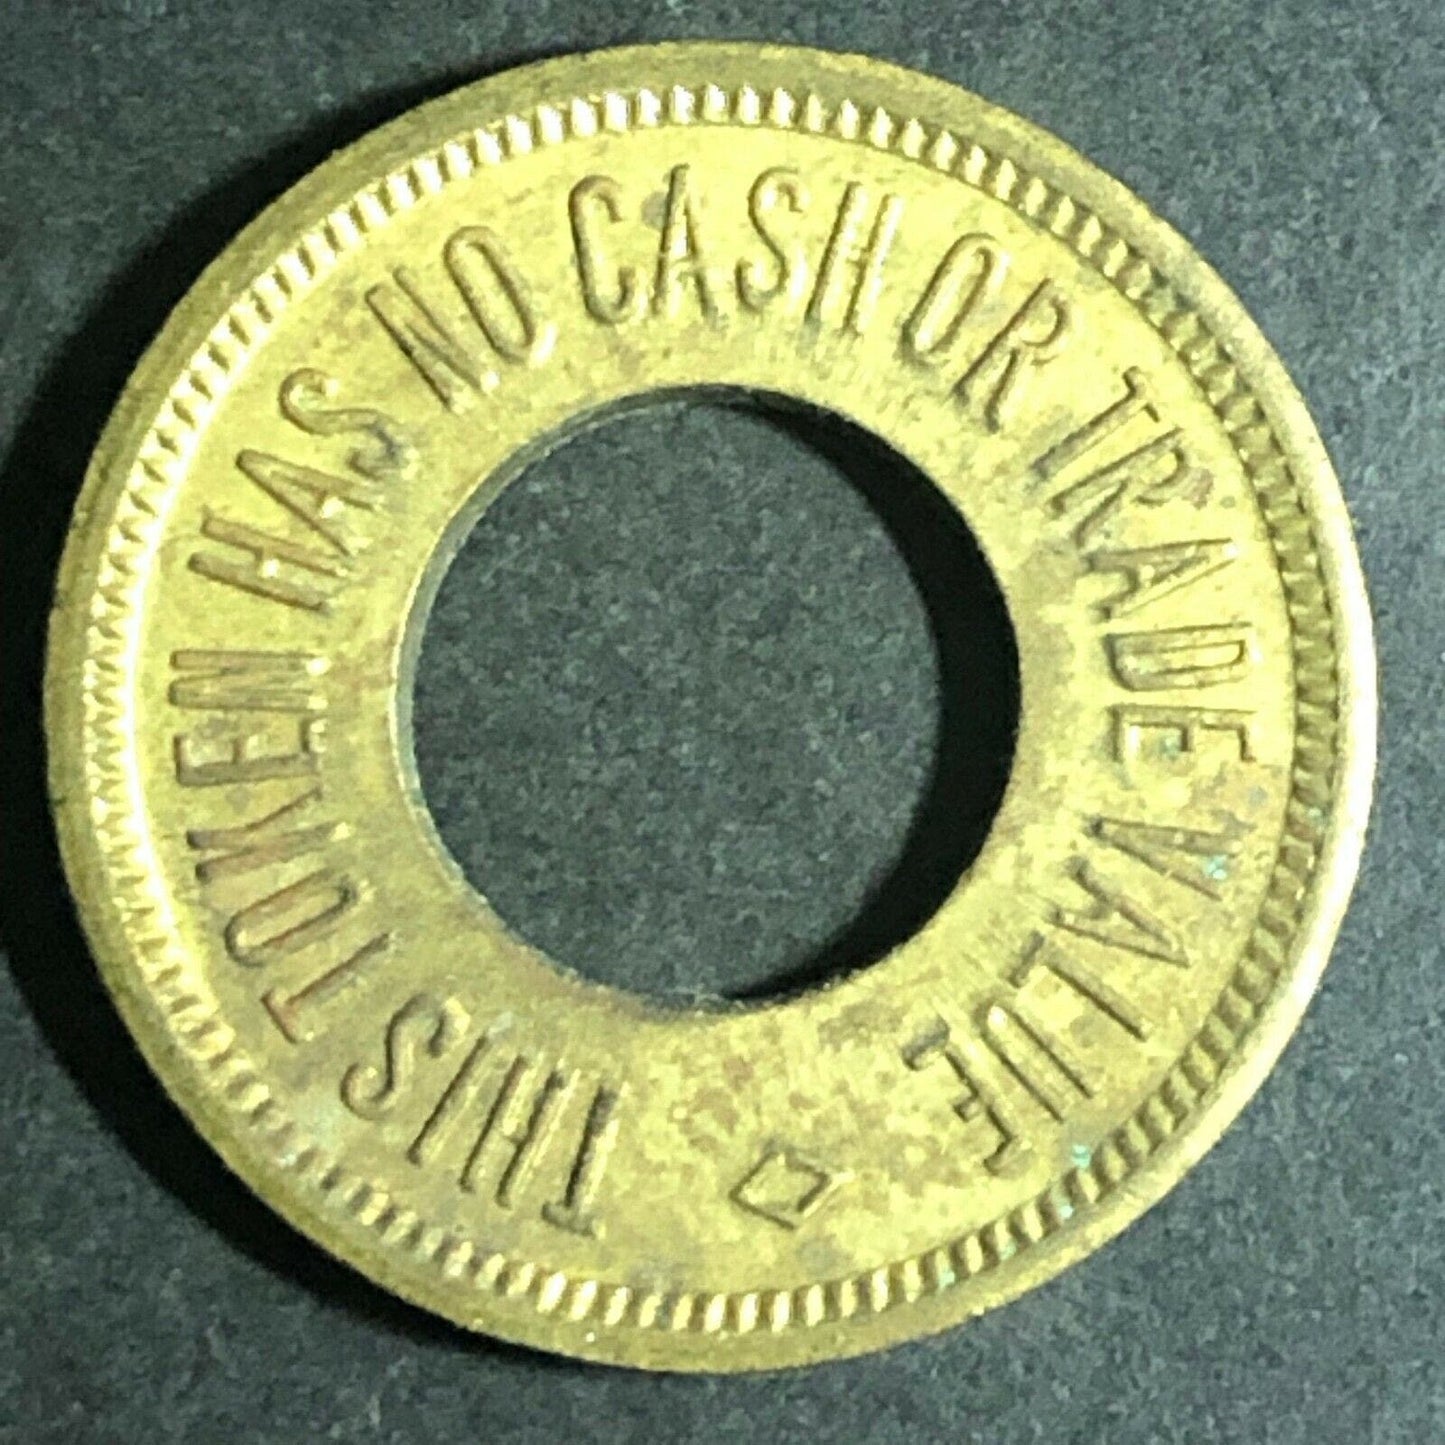 THIS TOKEN HAS NO CASH OR TRADE VALUE